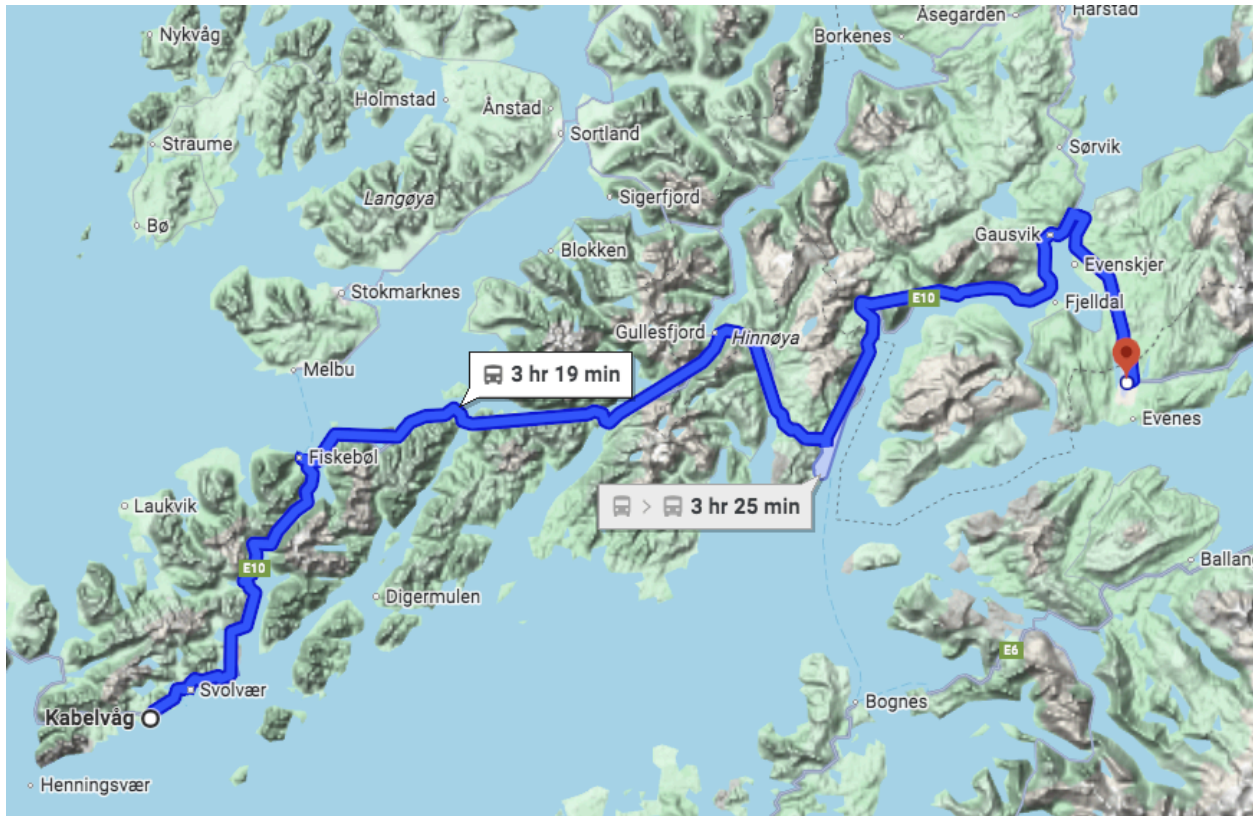 Nykvåg
Åsegarden
Harstad
Borkenes
Holmstad
Ånstad
Sortland
Straume
Sørvik
Langøya
Sigerfjord
Bø
Gausvik
Blokken
Evenskjer
Stokmarknes
E10
Fjelldal
Gullesfjord
Hinnøya
Melbu
3 hr 19 min
Evenes
Fiskebøl
Laukvik
> 3 hr 25 min
E10
Ballan
Digermulen
E6
Svolvær
Bognes
Kabelvåg
Henningsvær